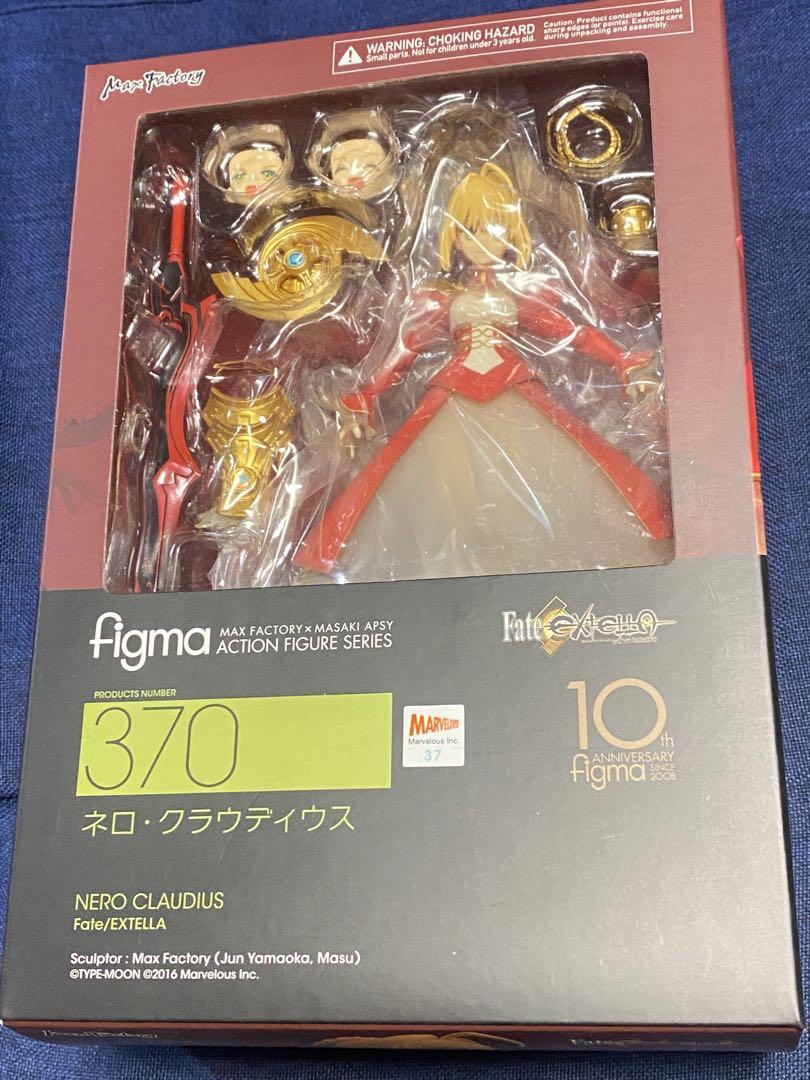 Max Factory
WARNING: CHOKING HAZARD
Small parts. Not for children under 3 years old.
Caution: Product contains functional
sharp edges (or points). Exercise care
during unpacking and assembly.
figma
MAX FACTORY × MASAKI APSY
ACTION FIGURE SERIES
Fate EXTELLA
PRODUCTS NUMBER
370
MARVELOUS
Marvelous Inc.
37
10th
ANNIVERSARY
figma SINCE 2008
ネロ・クラウディウス
NERO CLAUDIUS
Fate/EXTELLA
Sculptor : Max Factory (Jun Yamaoka, Masu)
©TYPE-MOON ©2016 Marvelous Inc.